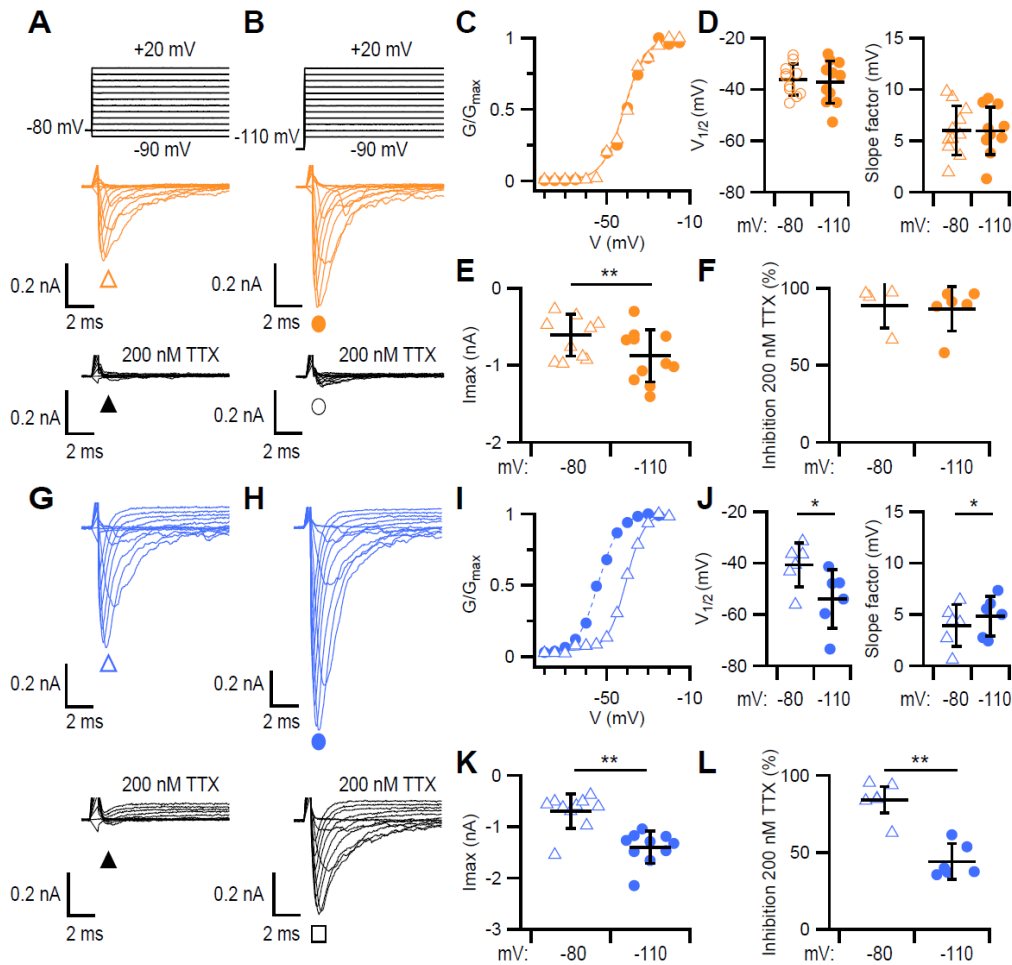 A
+20 mV
-80 mV
-90 mV
0.2 nA
2 ms
200 nM TTX
0.2 nA
2 ms
B
+20 mV
-110 mV
-90 mV
0.2 nA
2 ms
200 nM TTX
0.2 nA
2 ms
C
G/Gmax
1
0.5
0
-50
-10
V (mV)
D
V1/2 (mV)
-20
-40
-60
-80
mV: -80 -110
Slope factor (mV)
15
10
5
0
mV: -80 -110
E
**
Imax (nA)
0
-1
-2
mV: -80 -110
F
Inhibition 200 nM TTX (%)
100
50
0
mV: -80 -110
G
0.2 nA
2 ms
200 nM TTX
0.2 nA
2 ms
H
0.2 nA
2 ms
200 nM TTX
0.2 nA
2 ms
I
G/Gmax
1
0.5
0
-50
-10
V (mV)
J
*
V1/2 (mV)
-20
-40
-60
-80
mV: -80 -110
*
Slope factor (mV)
15
10
5
0
mV: -80 -110
K
**
Imax (nA)
0
-1
-2
-3
mV: -80 -110
L
**
Inhibition 200 nM TTX (%)
100
50
0
mV: -80 -110